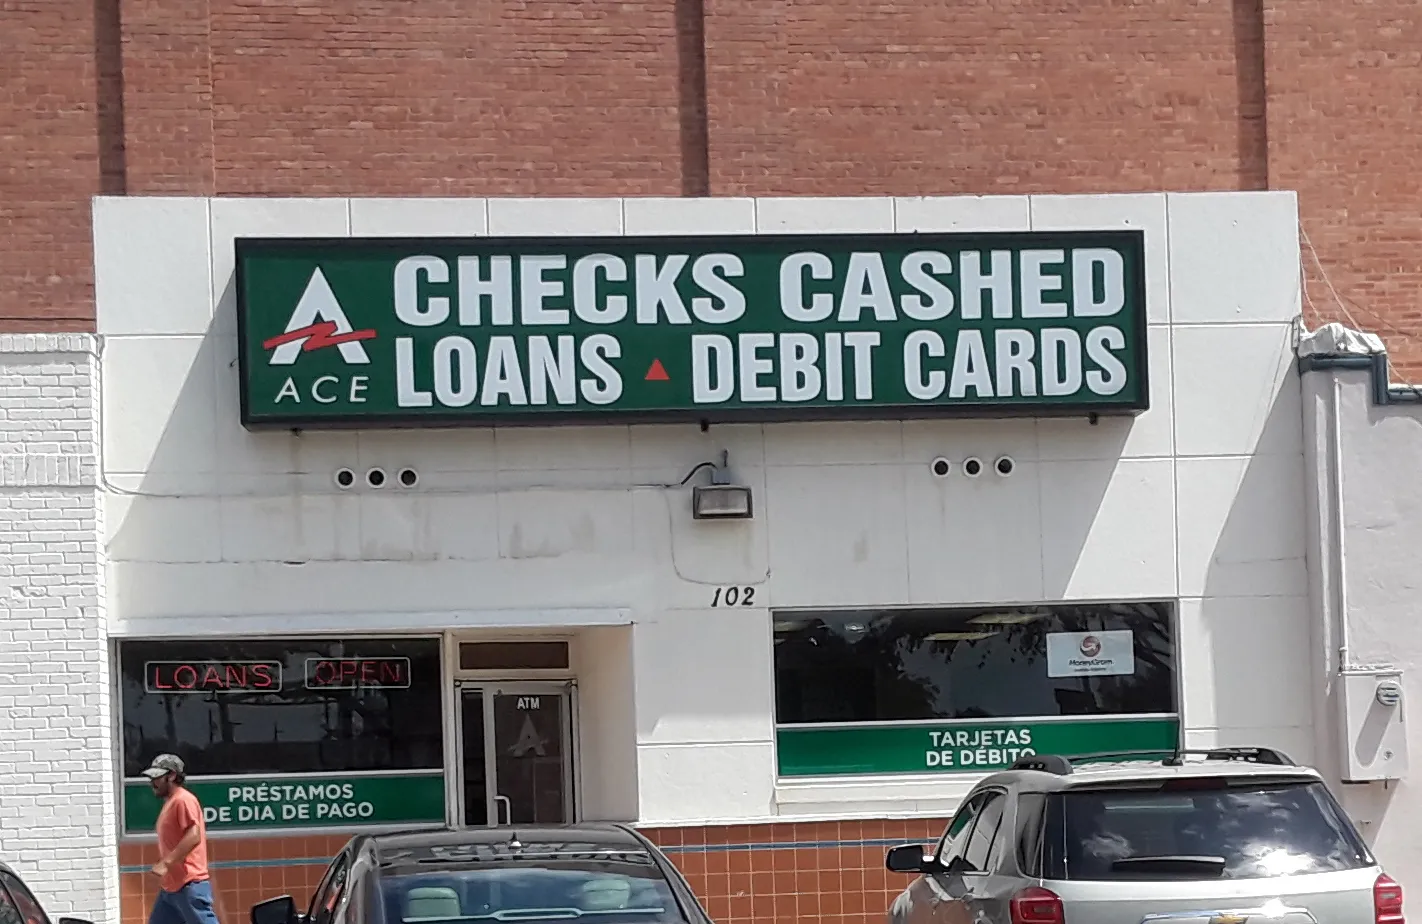 CHECKS CASHED
ACE
LOANS DEBIT CARDS
102
LOANS OPEN
MoneyGram
ATM
PRÉSTAMOS
DE DIA DE PAGO
TARJETAS
DE DÉBITO